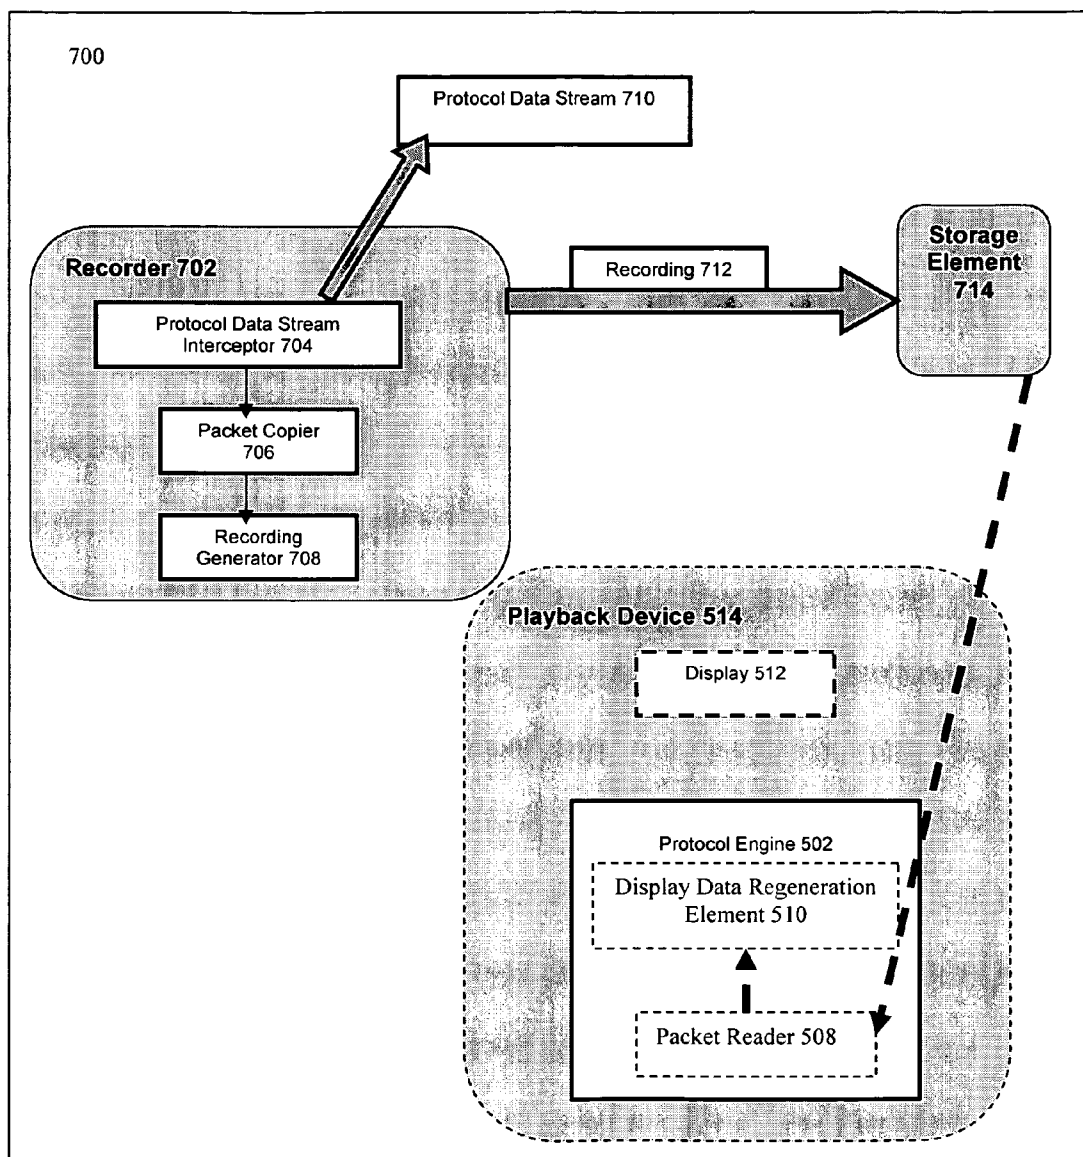 700
Protocol Data Stream 710
Recorder 702
Recording 712
Storage
Element
714
Protocol Data Stream
Interceptor 704
Packet Copier
706
Recording
Generator 708
Playback Device 514
Display 512
Protocol Engine 502
Display Data Regeneration
Element 510
Packet Reader 508